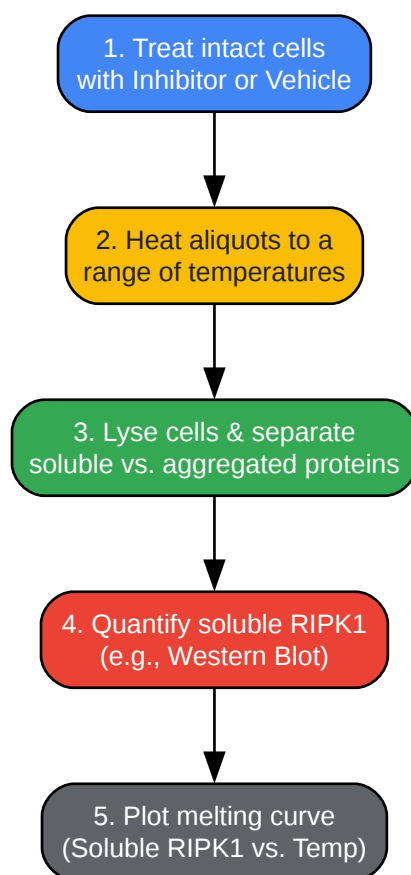 1. Treat intact cells
with Inhibitor or Vehicle
2. Heat aliquots to a
range of temperatures
3. Lyse cells & separate
soluble vs. aggregated proteins
4. Quantify soluble RIPK1
(e.g., Western Blot)
5. Plot melting curve
(Soluble RIPK1 vs. Temp)